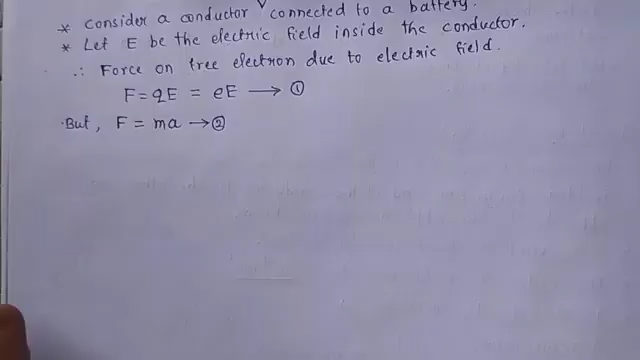 * Consider a conductor connected to a battery.
* Let E be the electric field inside the conductor.
∴ Force on free electron due to electric field.
F = qE = eE → ①
But, F = ma → ②